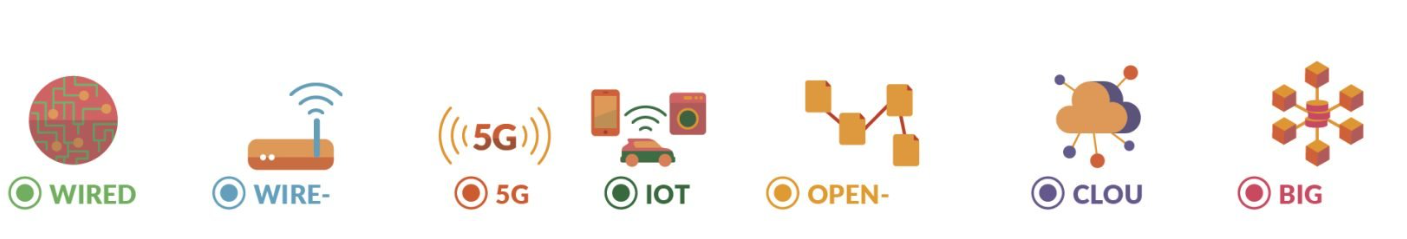 5G
WIRED
WIRE-
5G
IOT
OPEN-
CLOU
BIG